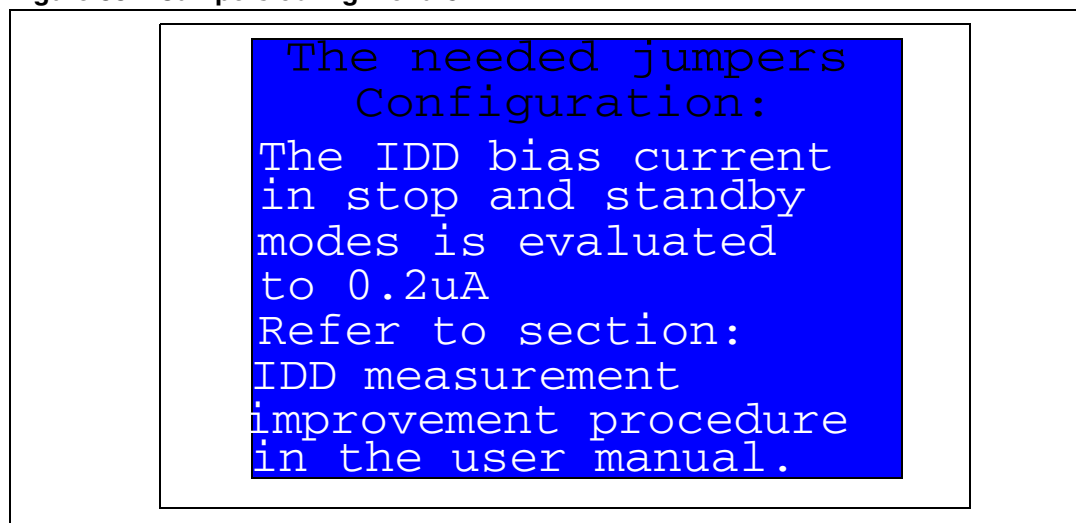 The needed jumpers
Configuration:
The IDD bias current
in stop and standby
modes is evaluated
to 0.2uA
Refer to section:
IDD measurement
improvement procedure
in the user manual.